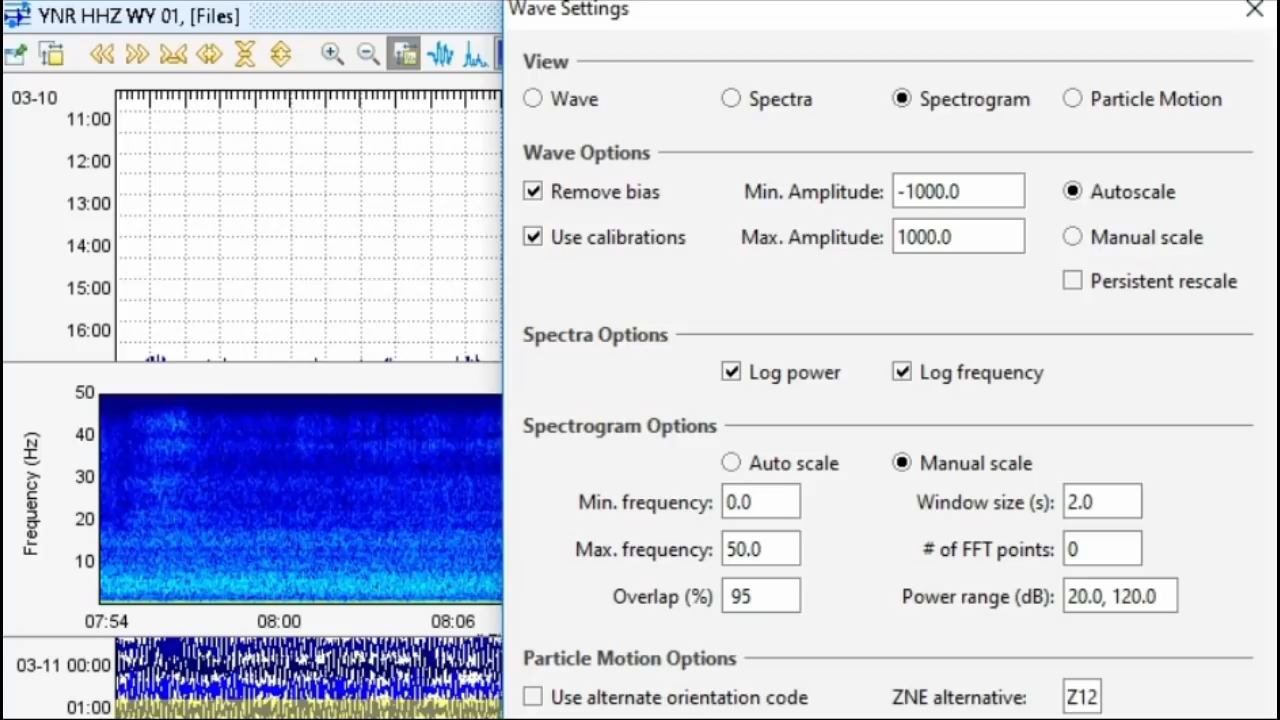 YNR HHZ WY 01, [Files]
Wave Settings
03-10
11:00
12:00
13:00
14:00
15:00
16:00
Frequency (Hz)
50
40
30
20
10
07:54 08:00 08:06
03-11 00:00
01:00
View
Wave Spectra Spectrogram Particle Motion
Wave Options
Remove bias Min. Amplitude: -1000.0 Autoscale
Use calibrations Max. Amplitude: 1000.0 Manual scale
Persistent rescale
Spectra Options
Log power Log frequency
Spectrogram Options
Auto scale Manual scale
Min. frequency: 0.0 Window size (s): 2.0
Max. frequency: 50.0 # of FFT points: 0
Overlap (%) 95 Power range (dB): 20.0, 120.0
Particle Motion Options
Use alternate orientation code ZNE alternative: Z12